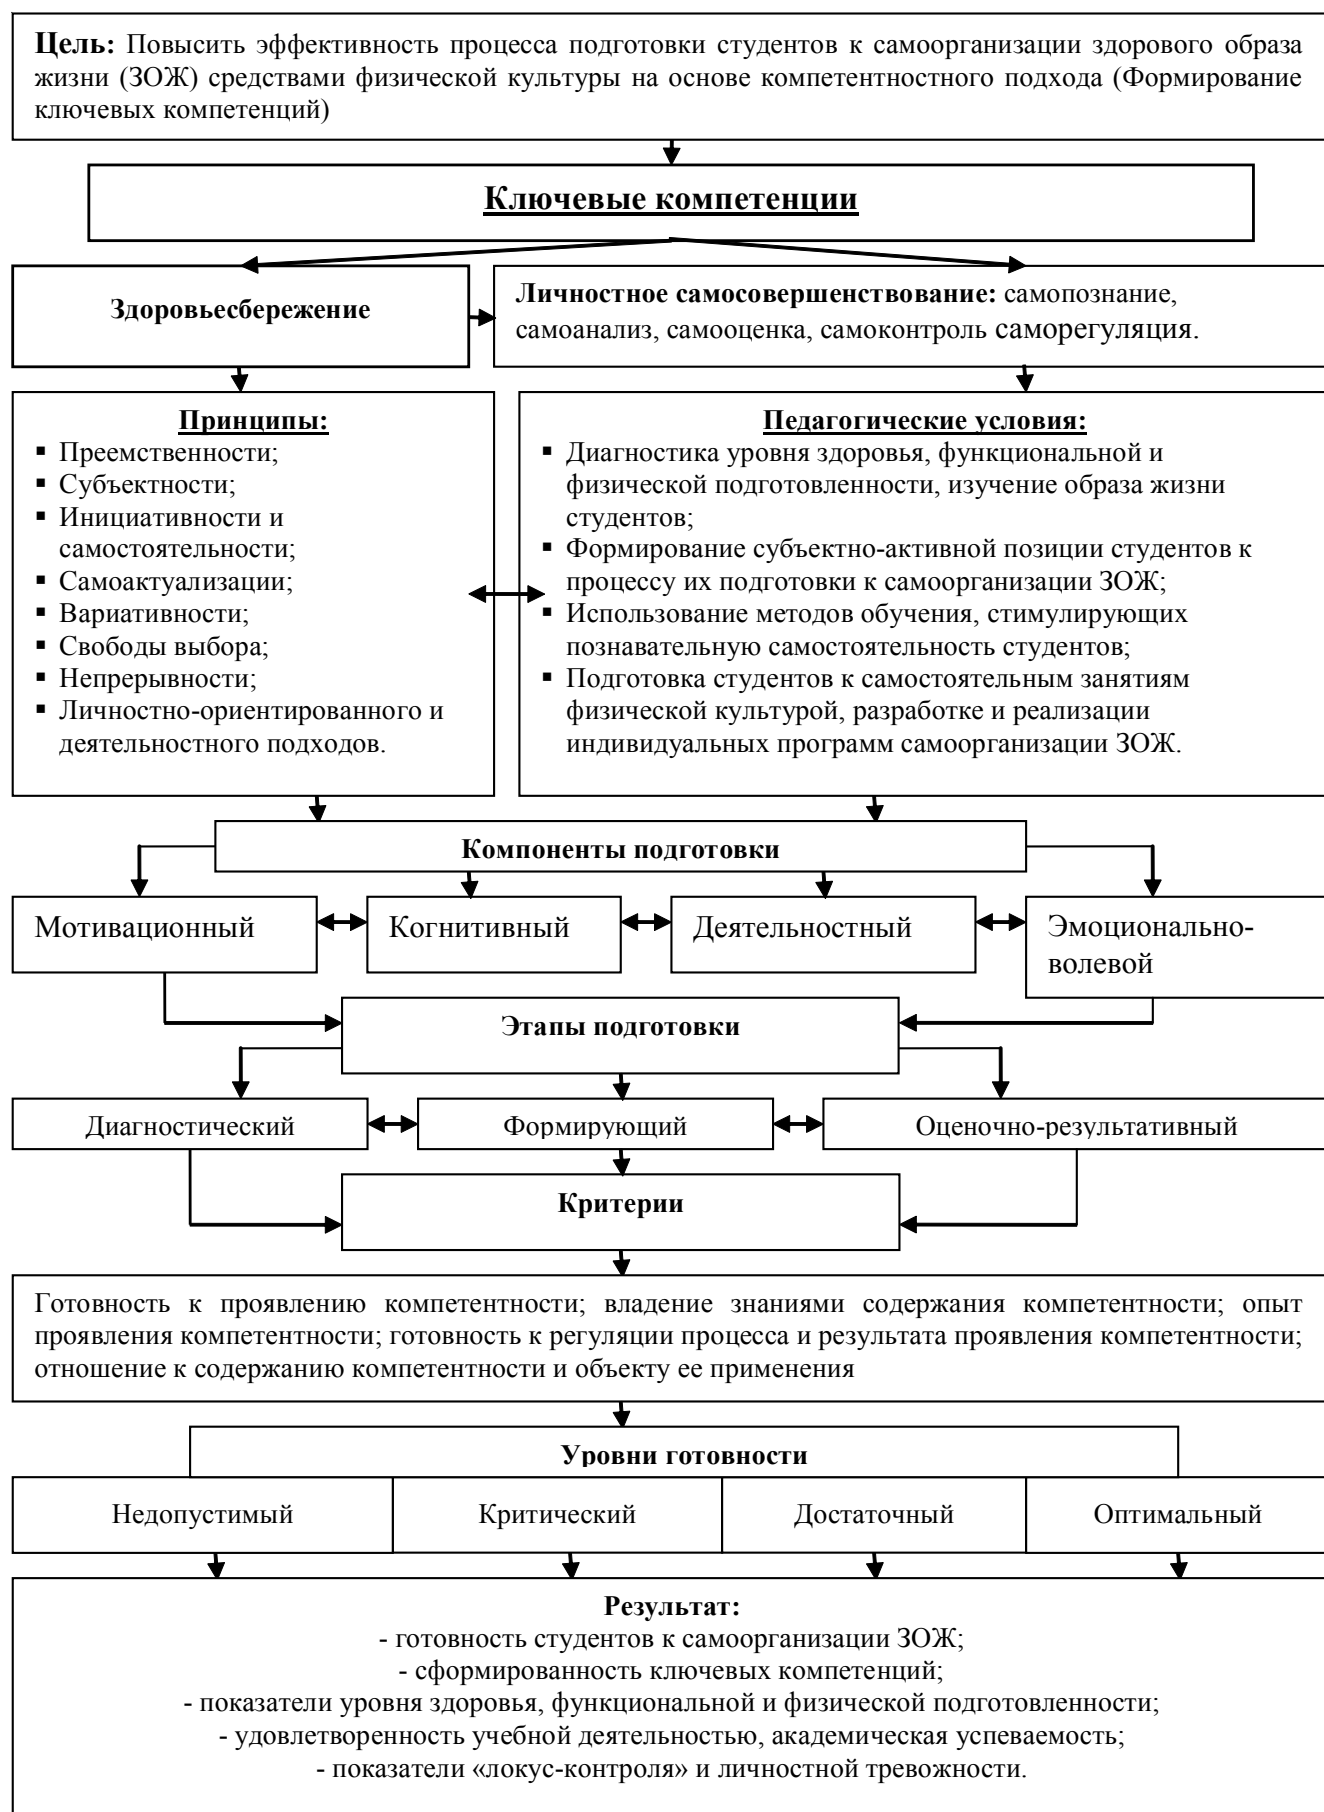 Цель: Повысить эффективность процесса подготовки студентов к самоорганизации здорового образа
жизни (ЗОЖ) средствами физической культуры на основе компетентностного подхода (Формирование
ключевых компетенций)
Ключевые компетенции
Здоровьесбережение
Личностное самосовершенствование: самопознание,
самоанализ, самооценка, самоконтроль саморегуляция.
Принципы:
▪ Преемственности;
▪ Субъектности;
▪ Инициативности и
самостоятельности;
▪ Самоактуализации;
▪ Вариативности;
▪ Свободы выбора;
▪ Непрерывности;
▪ Личностно-ориентированного и
деятельностного подходов.
Педагогические условия:
▪ Диагностика уровня здоровья, функциональной и
физической подготовленности, изучение образа жизни
студентов;
▪ Формирование субъектно-активной позиции студентов к
процессу их подготовки к самоорганизации ЗОЖ;
▪ Использование методов обучения, стимулирующих
познавательную самостоятельность студентов;
▪ Подготовка студентов к самостоятельным занятиям
физической культурой, разработке и реализации
индивидуальных программ самоорганизации ЗОЖ.
Компоненты подготовки
Мотивационный
Когнитивный
Деятельностный
Эмоционально-
волевой
Этапы подготовки
Диагностический
Формирующий
Оценочно-результативный
Критерии
Готовность к проявлению компетентности; владение знаниями содержания компетентности; опыт
проявления компетентности; готовность к регуляции процесса и результата проявления компетентности;
отношение к содержанию компетентности и объекту ее применения
Уровни готовности
Недопустимый
Критический
Достаточный
Оптимальный
Результат:
- готовность студентов к самоорганизации ЗОЖ;
- сформированность ключевых компетенций;
- показатели уровня здоровья, функциональной и физической подготовленности;
- удовлетворенность учебной деятельностью, академическая успеваемость;
- показатели «локус-контроля» и личностной тревожности.